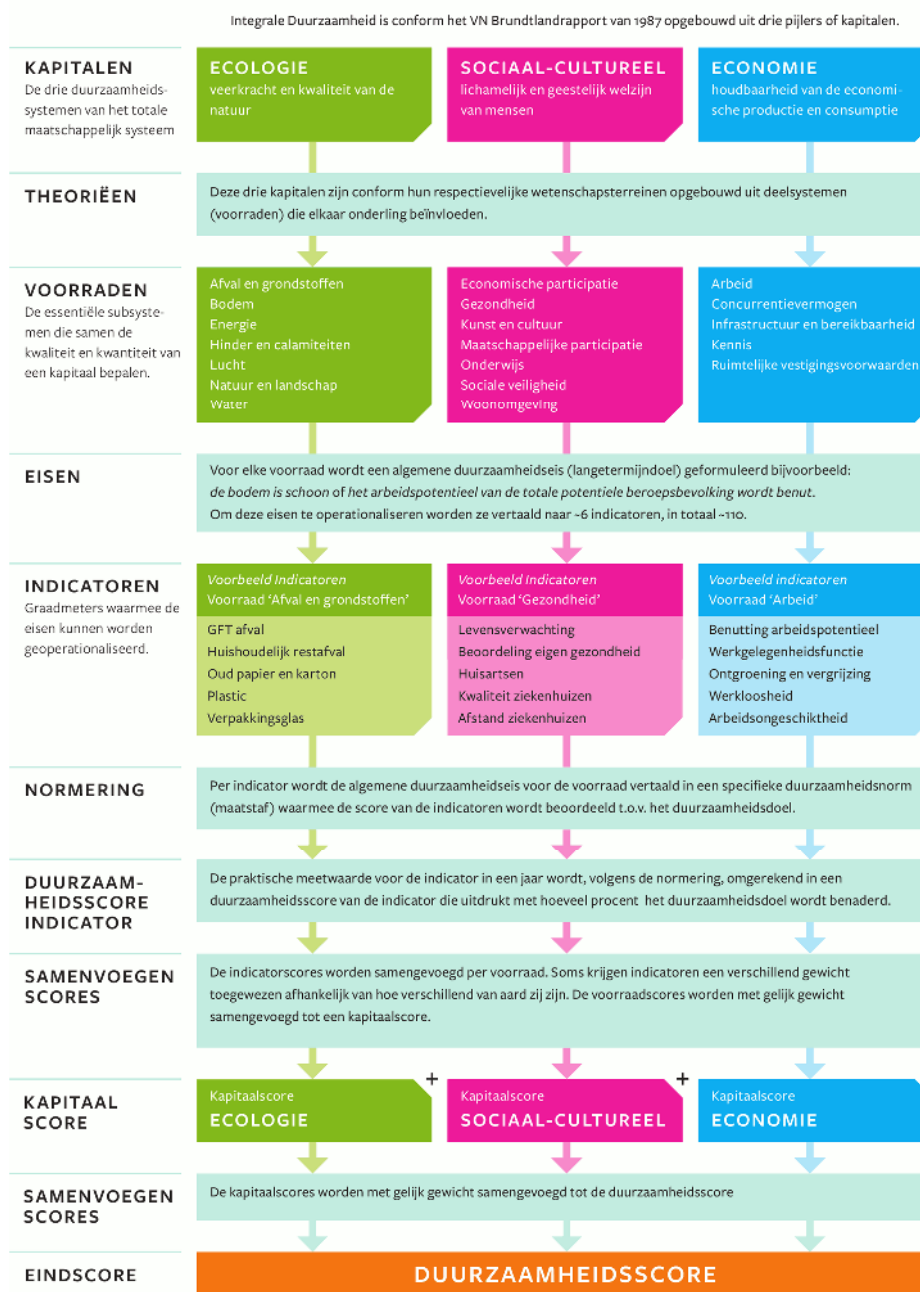 Integrale Duurzaamheid is conform het VN Brundtlandrapport van 1987 opgebouwd uit drie pijlers of kapitalen.
KAPITALEN
De drie duurzaamheids-
systemen van het totale
maatschappelijk systeem
ECOLOGIE
veerkracht en kwaliteit van de
natuur
SOCIAAL-CULTUREEL
lichamelijk en geestelijk welzijn
van mensen
ECONOMIE
houdbaarheid van de economi-
sche productie en consumptie
THEORIËEN
Deze drie kapitalen zijn conform hun respectievelijke wetenschapsterreinen opgebouwd uit deelsystemen
(voorraden) die elkaar onderling beïnvloeden.
VOORRADEN
De essentiële subsyste-
men die samen de
kwaliteit en kwantiteit van
een kapitaal bepalen.
Afval en grondstoffen
Bodem
Energie
Hinder en calamiteiten
Lucht
Natuur en landschap
Water
Economische participatie
Gezondheid
Kunst en cultuur
Maatschappelijke participatie
Onderwijs
Sociale veiligheid
Woonomgeving
Arbeid
Concurrentievermogen
Infrastructuur en bereikbaarheid
Kennis
Ruimtelijke vestigingsvoorwaarden
EISEN
Voor elke voorraad wordt een algemene duurzaamheidseis (langetermijndoel) geformuleerd bijvoorbeeld:
de bodem is schoon of het arbeidspotentieel van de totale potentiele beroepsbevolking wordt benut.
Om deze eisen te operationaliseren worden ze vertaald naar ~6 indicatoren, in totaal ~110.
INDICATOREN
Graadmeters waarmee de
eisen kunnen worden
geoperationaliseerd.
Voorbeeld Indicatoren
Voorraad ‘Afval en grondstoffen’
GFT afval
Huishoudelijk restafval
Oud papier en karton
Plastic
Verpakkingsglas
Voorbeeld Indicatoren
Voorraad ‘Gezondheid’
Levensverwachting
Beoordeling eigen gezondheid
Huisartsen
Kwaliteit ziekenhuizen
Afstand ziekenhuizen
Voorbeeld indicatoren
Voorraad ‘Arbeid’
Benutting arbeidspotentieel
Werkgelegenheidsfunctie
Ontgroening en vergrijzing
Werkloosheid
Arbeidsongeschiktheid
NORMERING
Per indicator wordt de algemene duurzaamheidseis voor de voorraad vertaald in een specifieke duurzaamheidsnorm
(maatstaf) waarmee de score van de indicatoren wordt beoordeeld t.o.v. het duurzaamheidsdoel.
DUURZAAM-
HEIDSSCORE
INDICATOR
De praktische meetwaarde voor de indicator in een jaar wordt, volgens de normering, omgerekend in een
duurzaamheidsscore van de indicator die uitdrukt met hoeveel procent het duurzaamheidsdoel wordt benaderd.
SAMENVOEGEN
SCORES
De indicatorscores worden samengevoegd per voorraad. Soms krijgen indicatoren een verschillend gewicht
toegewezen afhankelijk van hoe verschillend van aard zij zijn. De voorraadscores worden met gelijk gewicht
samengevoegd tot een kapitaalscore.
KAPITAAL
SCORE
Kapitaalscore
ECOLOGIE
+
Kapitaalscore
SOCIAAL-CULTUREEL
+
Kapitaalscore
ECONOMIE
SAMENVOEGEN
SCORES
De kapitaalscores worden met gelijk gewicht samengevoegd tot de duurzaamheidsscore
EINDSCORE
DUURZAAMHEIDSSCORE